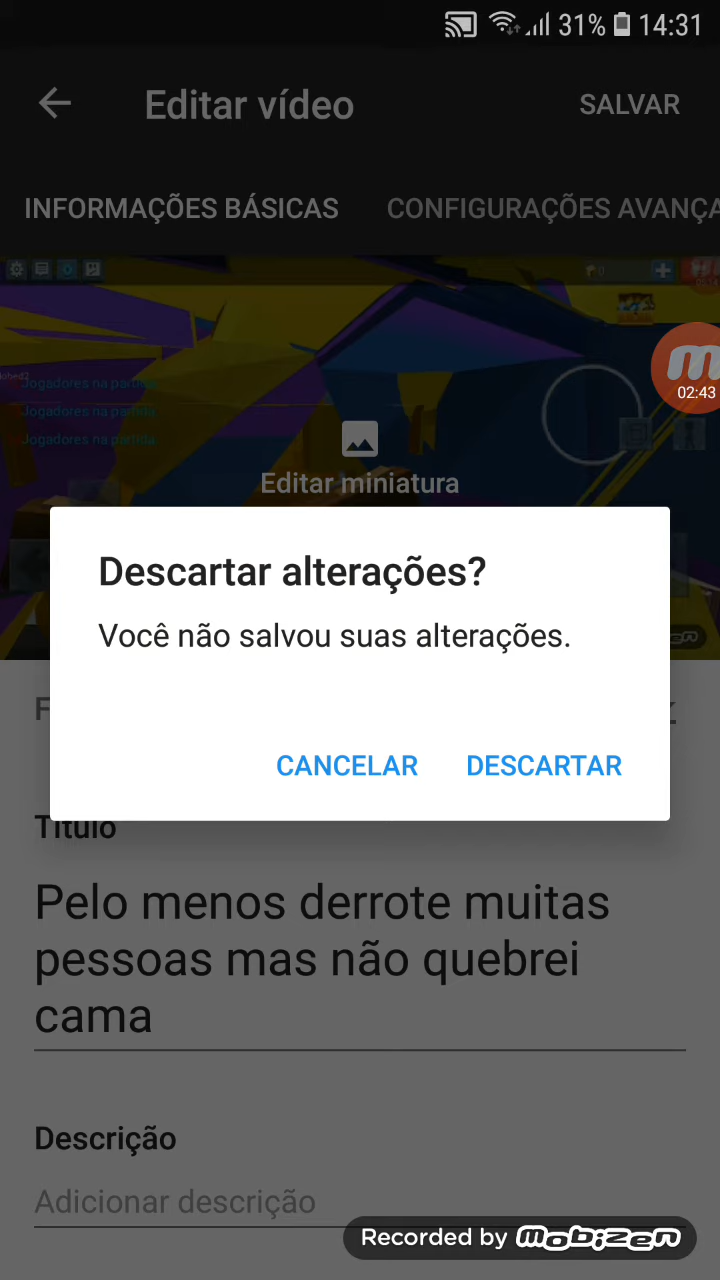 31% 14:31
Editar vídeo SALVAR
INFORMAÇÕES BÁSICAS CONFIGURAÇÕES AVANÇA
Jogadores na partida
Jogadores na partida
Jogadores na partida
02:43
Editar miniatura
Descartar alterações?
Você não salvou suas alterações.
CANCELAR DESCARTAR
Título
Pelo menos derrote muitas
pessoas mas não quebrei
cama
Descrição
Adicionar descrição
Recorded by mobizen